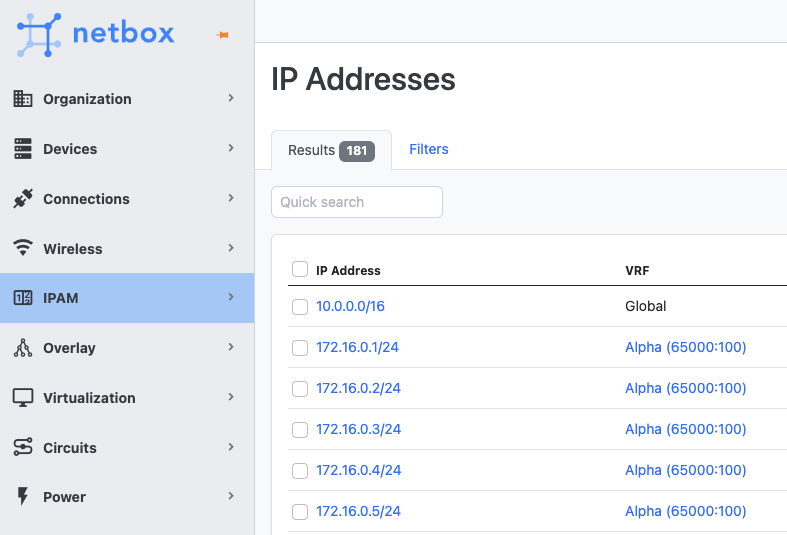 netbox
Organization
Devices
Connections
Wireless
IPAM
Overlay
Virtualization
Circuits
Power
IP Addresses
Results 181 Filters
Quick search
IP Address VRF
10.0.0.0/16 Global
172.16.0.1/24 Alpha (65000:100)
172.16.0.2/24 Alpha (65000:100)
172.16.0.3/24 Alpha (65000:100)
172.16.0.4/24 Alpha (65000:100)
172.16.0.5/24 Alpha (65000:100)